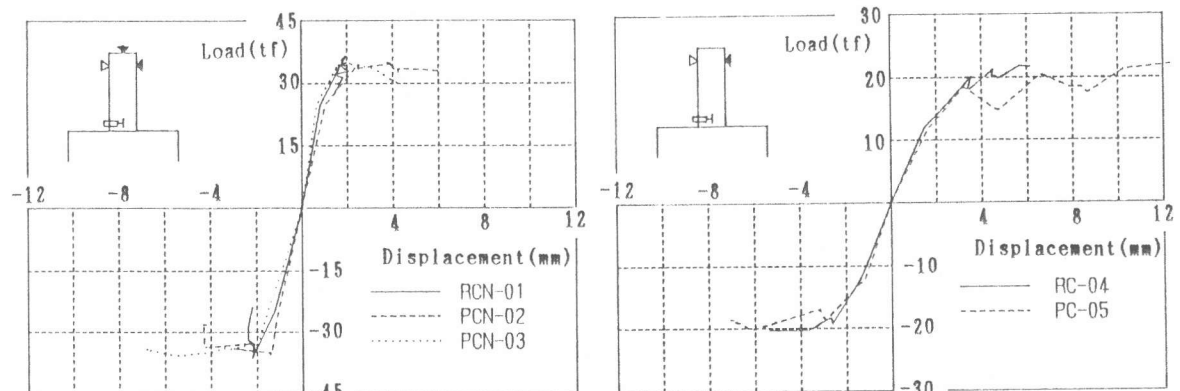 45
Load(tf)
30
15
-12 -8 -4
4 8 12
Displacement(mm)
-15
RCN-01
PCN-02
-30
PCN-03
45
30
Load(tf)
20
10
-12 -8 -4
4 8 12
Displacement(mm)
-10
RC-04
PC-05
-20
-30